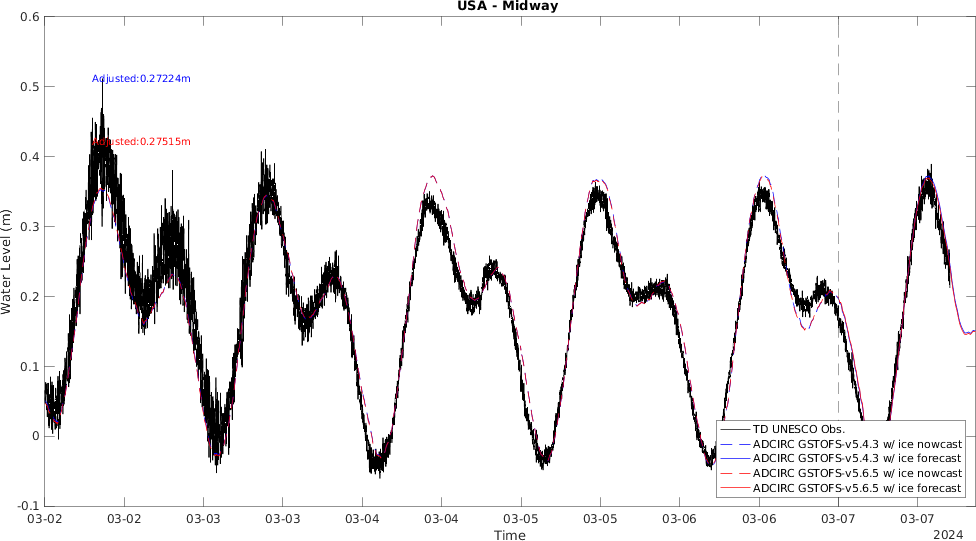 USA - Midway
0.6
0.5
0.4
0.3
0.2
0.1
0
-0.1
Water Level (m)
Adjusted:0.27224m
Adjusted:0.27515m
TD UNESCO Obs.
ADCIRC GSTOFS-v5.4.3 w/ ice nowcast
ADCIRC GSTOFS-v5.4.3 w/ ice forecast
ADCIRC GSTOFS-v5.6.5 w/ ice nowcast
ADCIRC GSTOFS-v5.6.5 w/ ice forecast
03-02 03-02 03-03 03-03 03-04 03-04 03-05 03-05 03-06 03-06 03-07 03-07
Time
2024